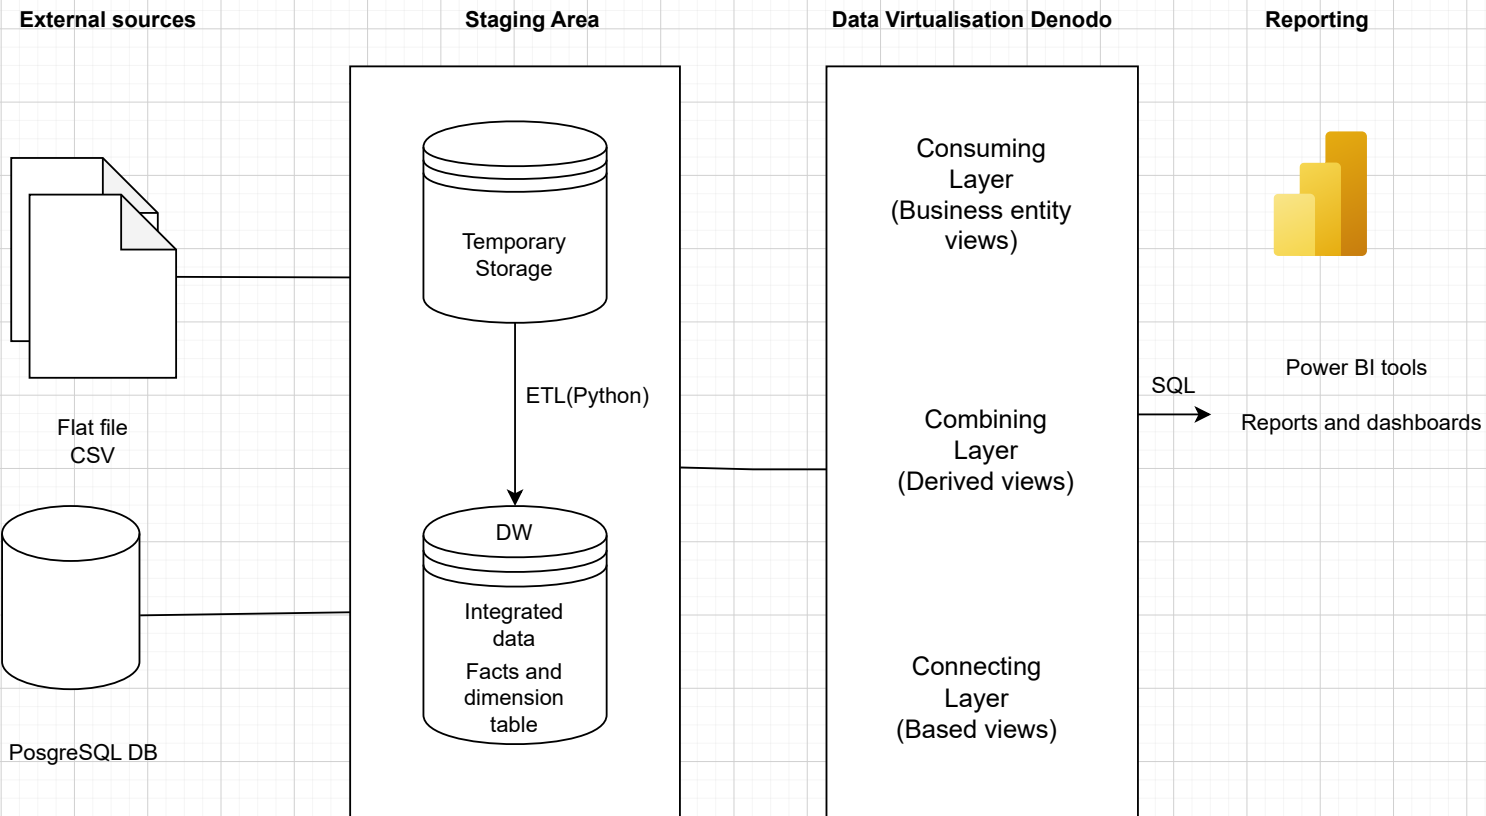 External sources
Staging Area
Data Virtualisation Denodo
Reporting
Flat file
CSV
PosgreSQL DB
Temporary
Storage
ETL(Python)
DW
Integrated
data
Facts and
dimension
table
Consuming
Layer
(Business entity
views)
Combining
Layer
(Derived views)
Connecting
Layer
(Based views)
SQL
Power BI tools
Reports and dashboards